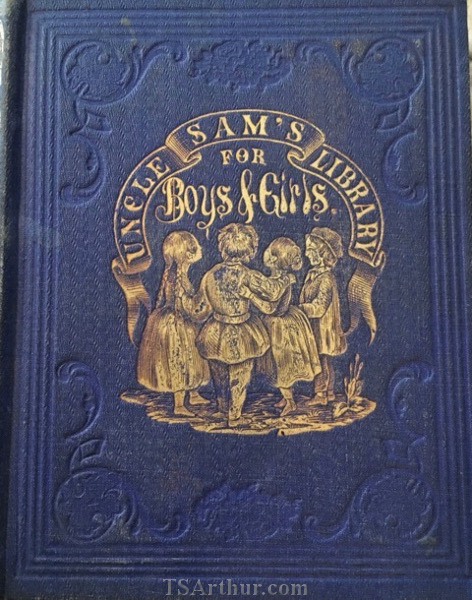 UNCLE SAM'S LIBRARY
FOR
Boys & Girls.
TSArthur.com